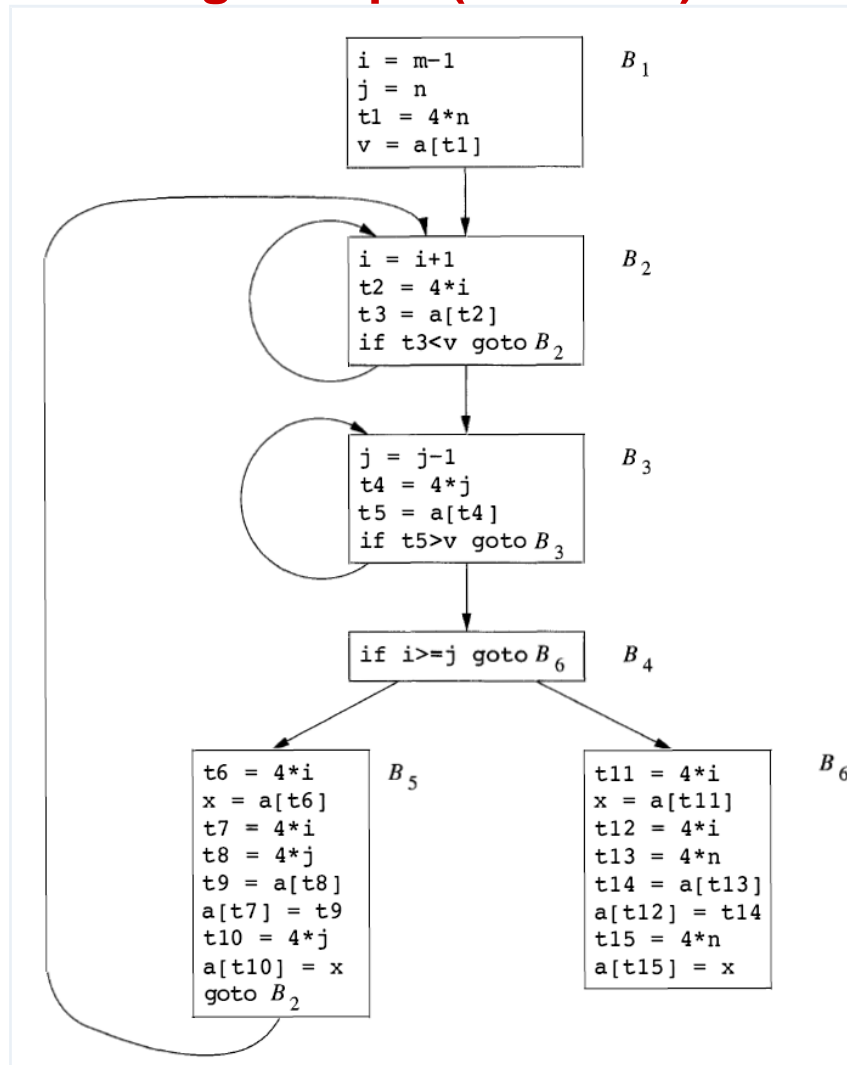 i = m-1
j = n
t1 = 4*n
v = a[t1]
B1
i = i+1
t2 = 4*i
t3 = a[t2]
if t3<v goto B2
B2
j = j-1
t4 = 4*j
t5 = a[t4]
if t5>v goto B3
B3
if i>=j goto B6
B4
t6 = 4*i
x = a[t6]
t7 = 4*i
t8 = 4*j
t9 = a[t8]
a[t7] = t9
t10 = 4*j
a[t10] = x
goto B2
B5
t11 = 4*i
x = a[t11]
t12 = 4*i
t13 = 4*n
t14 = a[t13]
a[t12] = t14
t15 = 4*n
a[t15] = x
B6